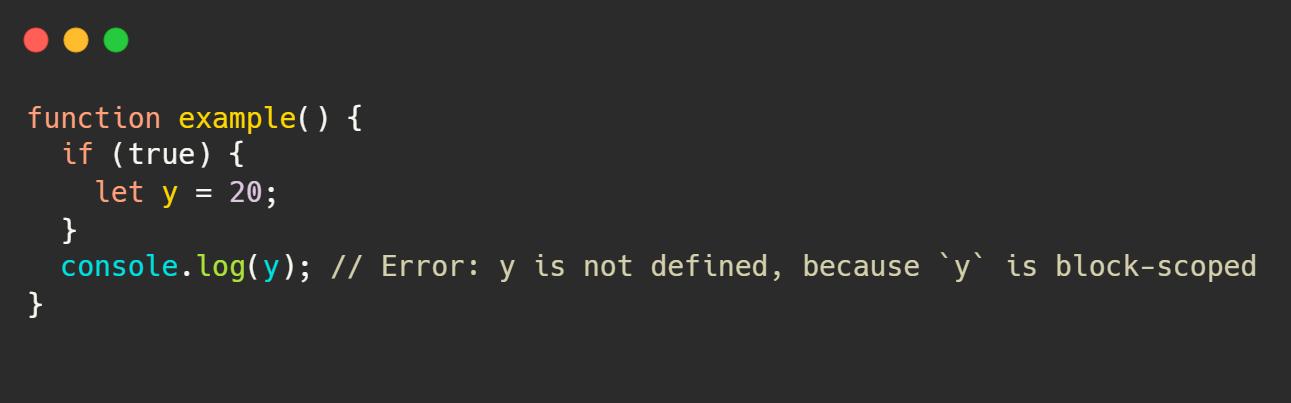 function example() {
  if (true) {
    let y = 20;
  }
  console.log(y); // Error: y is not defined, because `y` is block-scoped
}